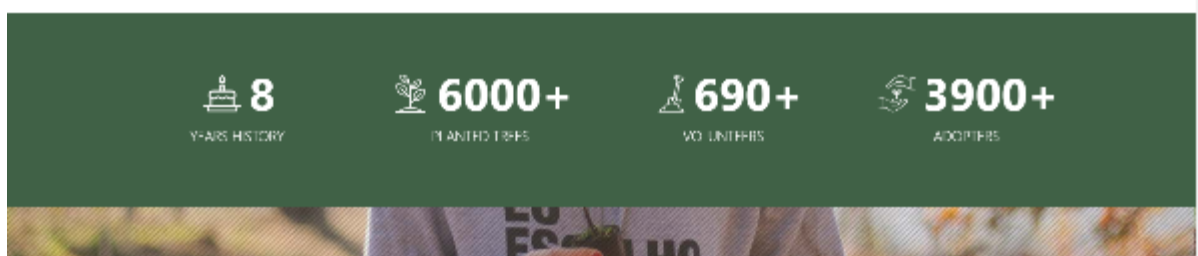 8
YEARS HISTORY
6000+
PLANTED TREES
690+
VOLUNTEERS
3900+
ADOPTERS